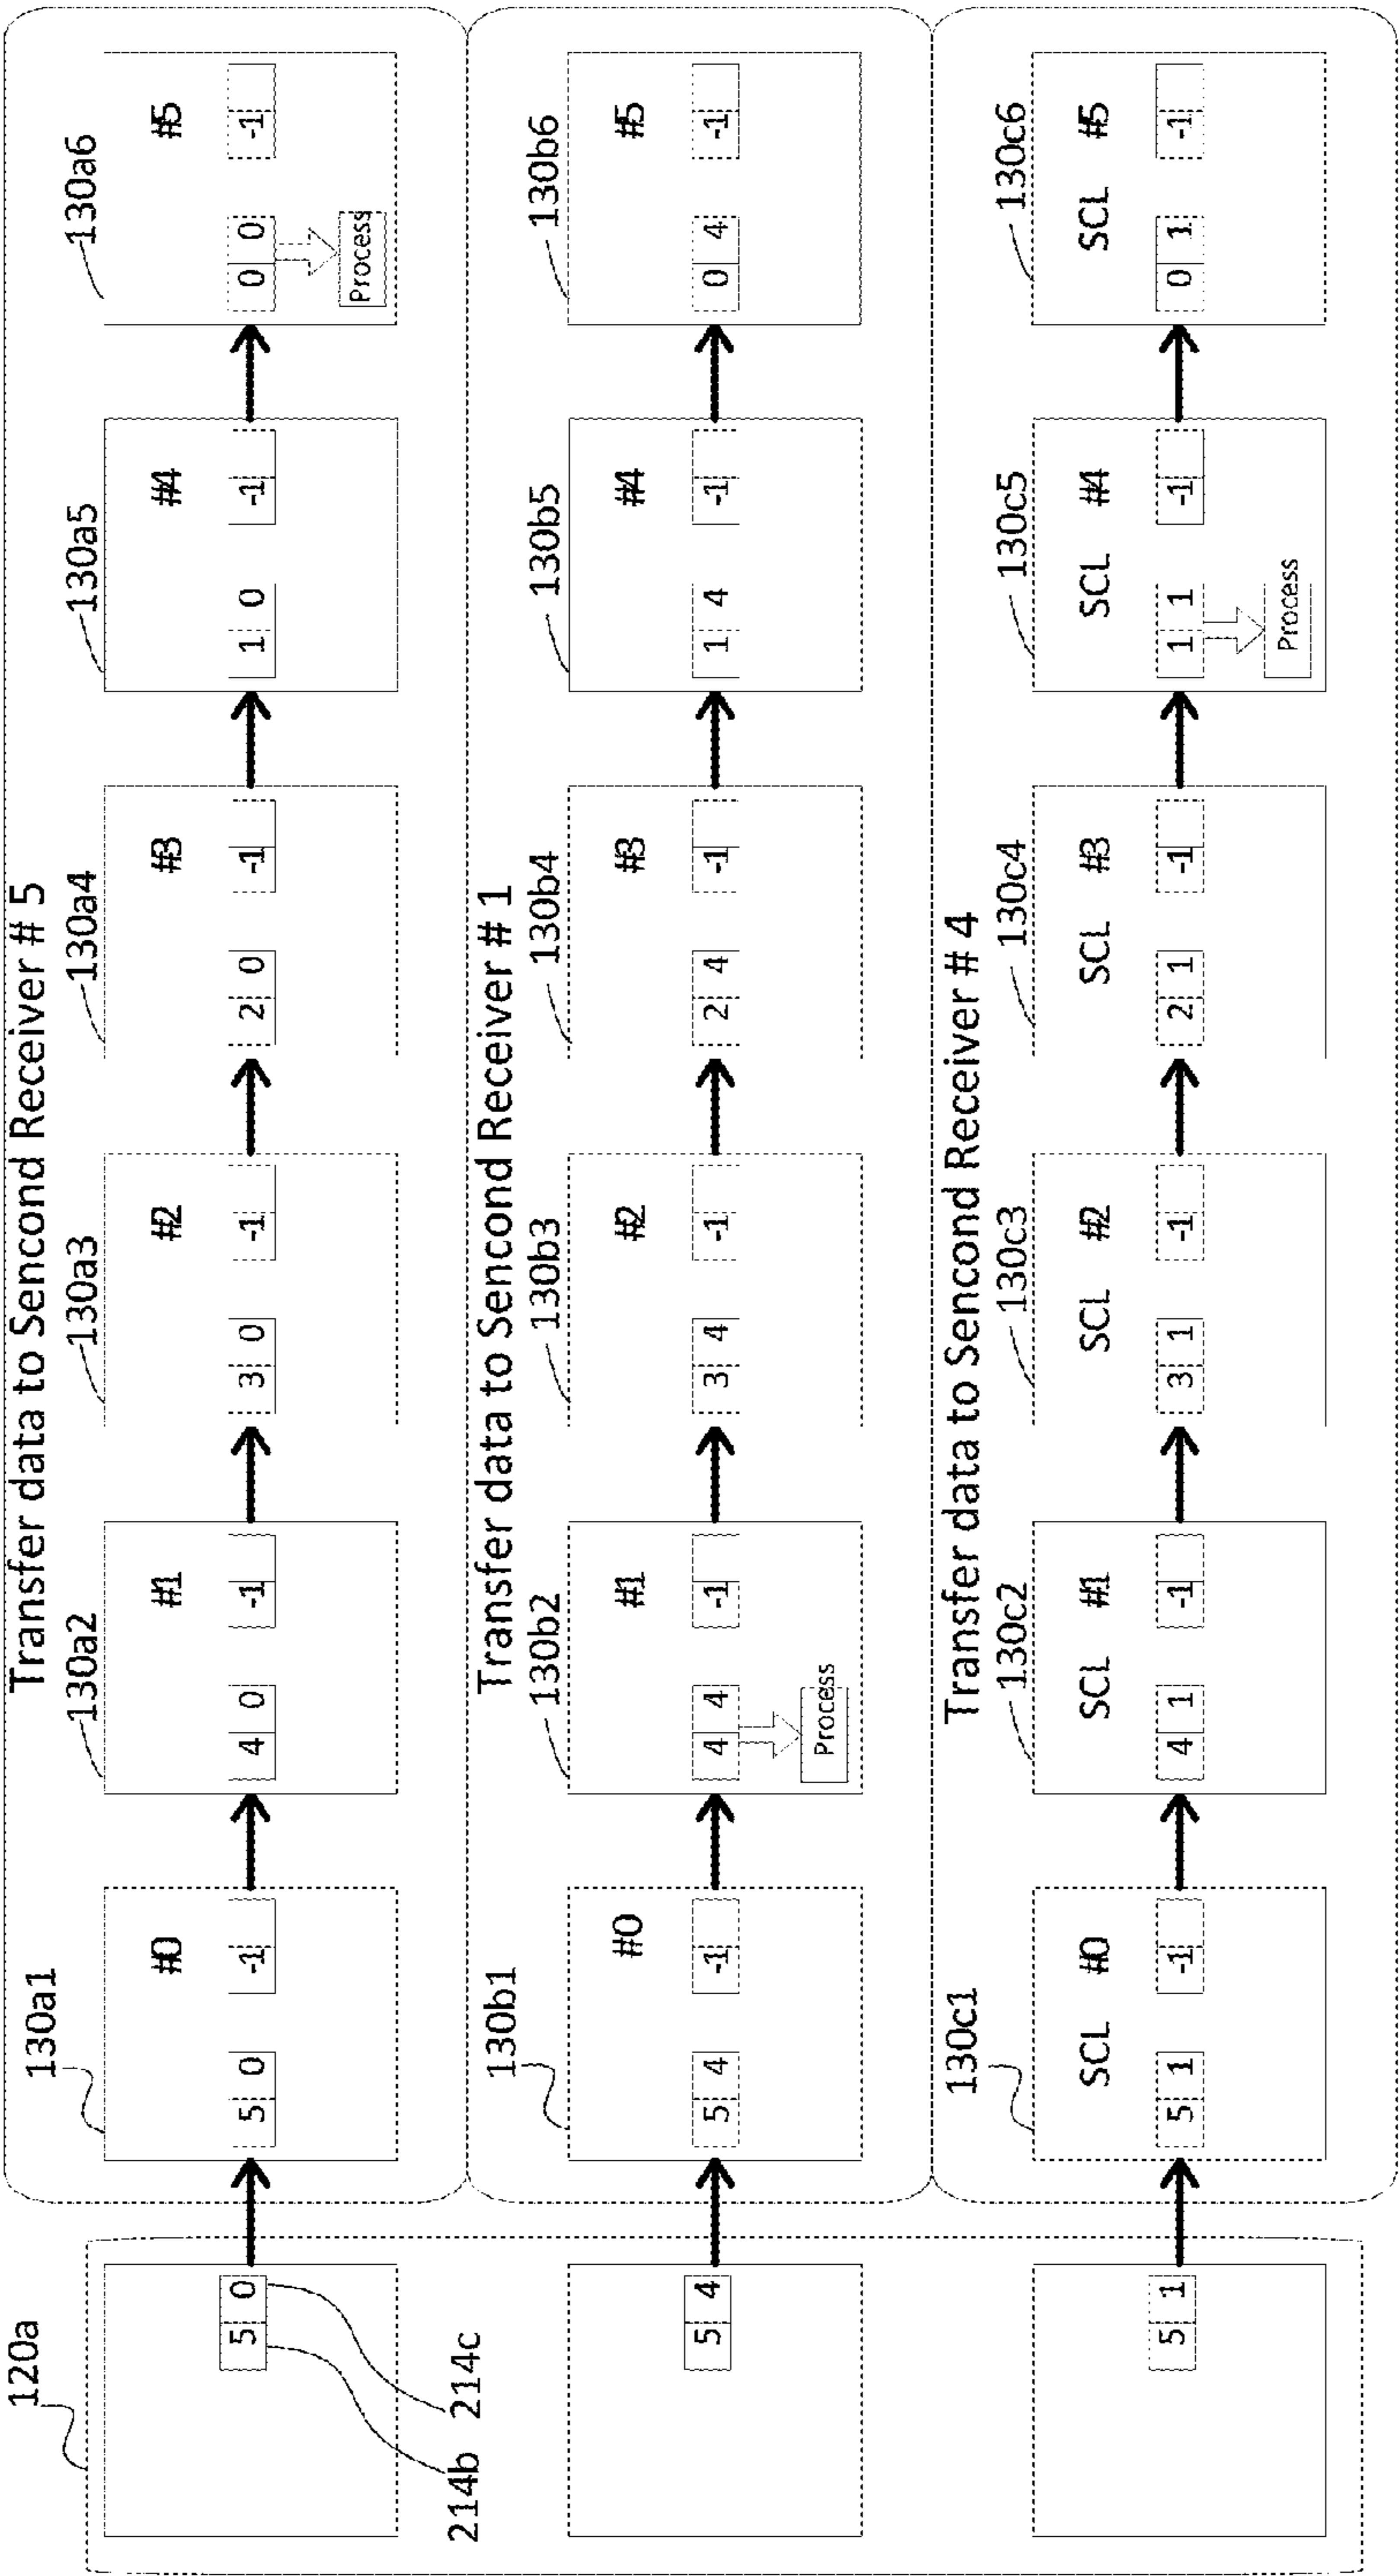 120a
Transfer data to Sencond Receiver # 5
130a1 130a2 130a3 130a4 130a5 130a6
#0 #1 #2 #3 #4 #5
5 0 5 0 -1 4 0 -1 3 0 -1 2 0 -1 1 0 -1 0 0 -1
Process
214b 214c
Transfer data to Sencond Receiver # 1
130b1 130b2 130b3 130b4 130b5 130b6
#0 #1 #2 #3 #4 #5
5 4 5 4 -1 4 4 -1 3 4 -1 2 4 -1 1 4 -1 0 4 -1
Process
Transfer data to Sencond Receiver # 4
130c1 130c2 130c3 130c4 130c5 130c6
SCL #0 SCL #1 SCL #2 SCL #3 SCL #4 SCL #5
5 1 5 1 -1 4 1 -1 3 1 -1 2 1 -1 1 1 -1 0 1 -1
Process